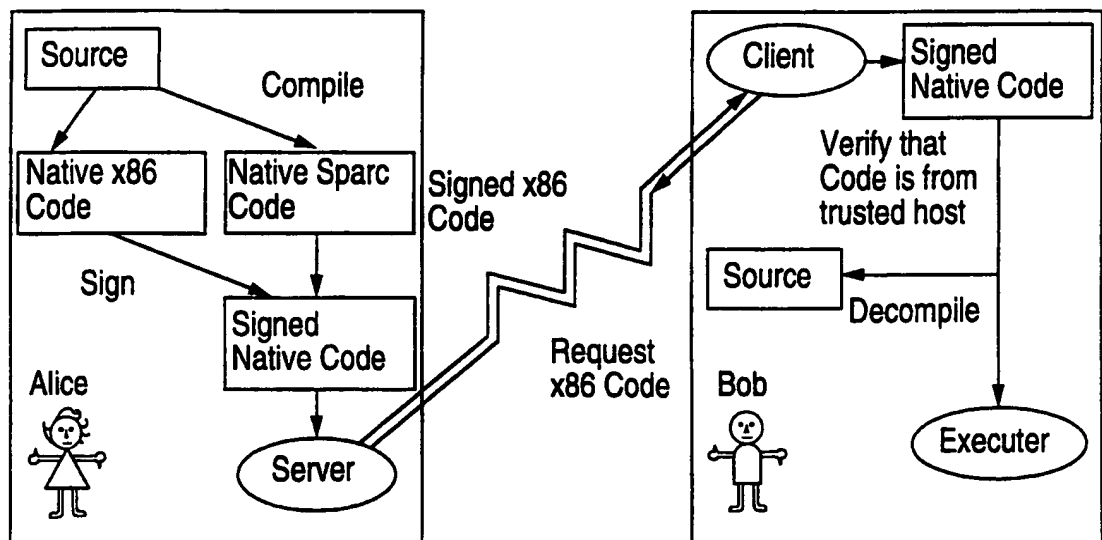 Source
Compile
Native x86
Code
Native Sparc
Code
Sign
Signed
Native Code
Alice
Server
Signed x86
Code
Request
x86 Code
Client
Signed
Native Code
Verify that
Code is from
trusted host
Source
Decompile
Bob
Executer